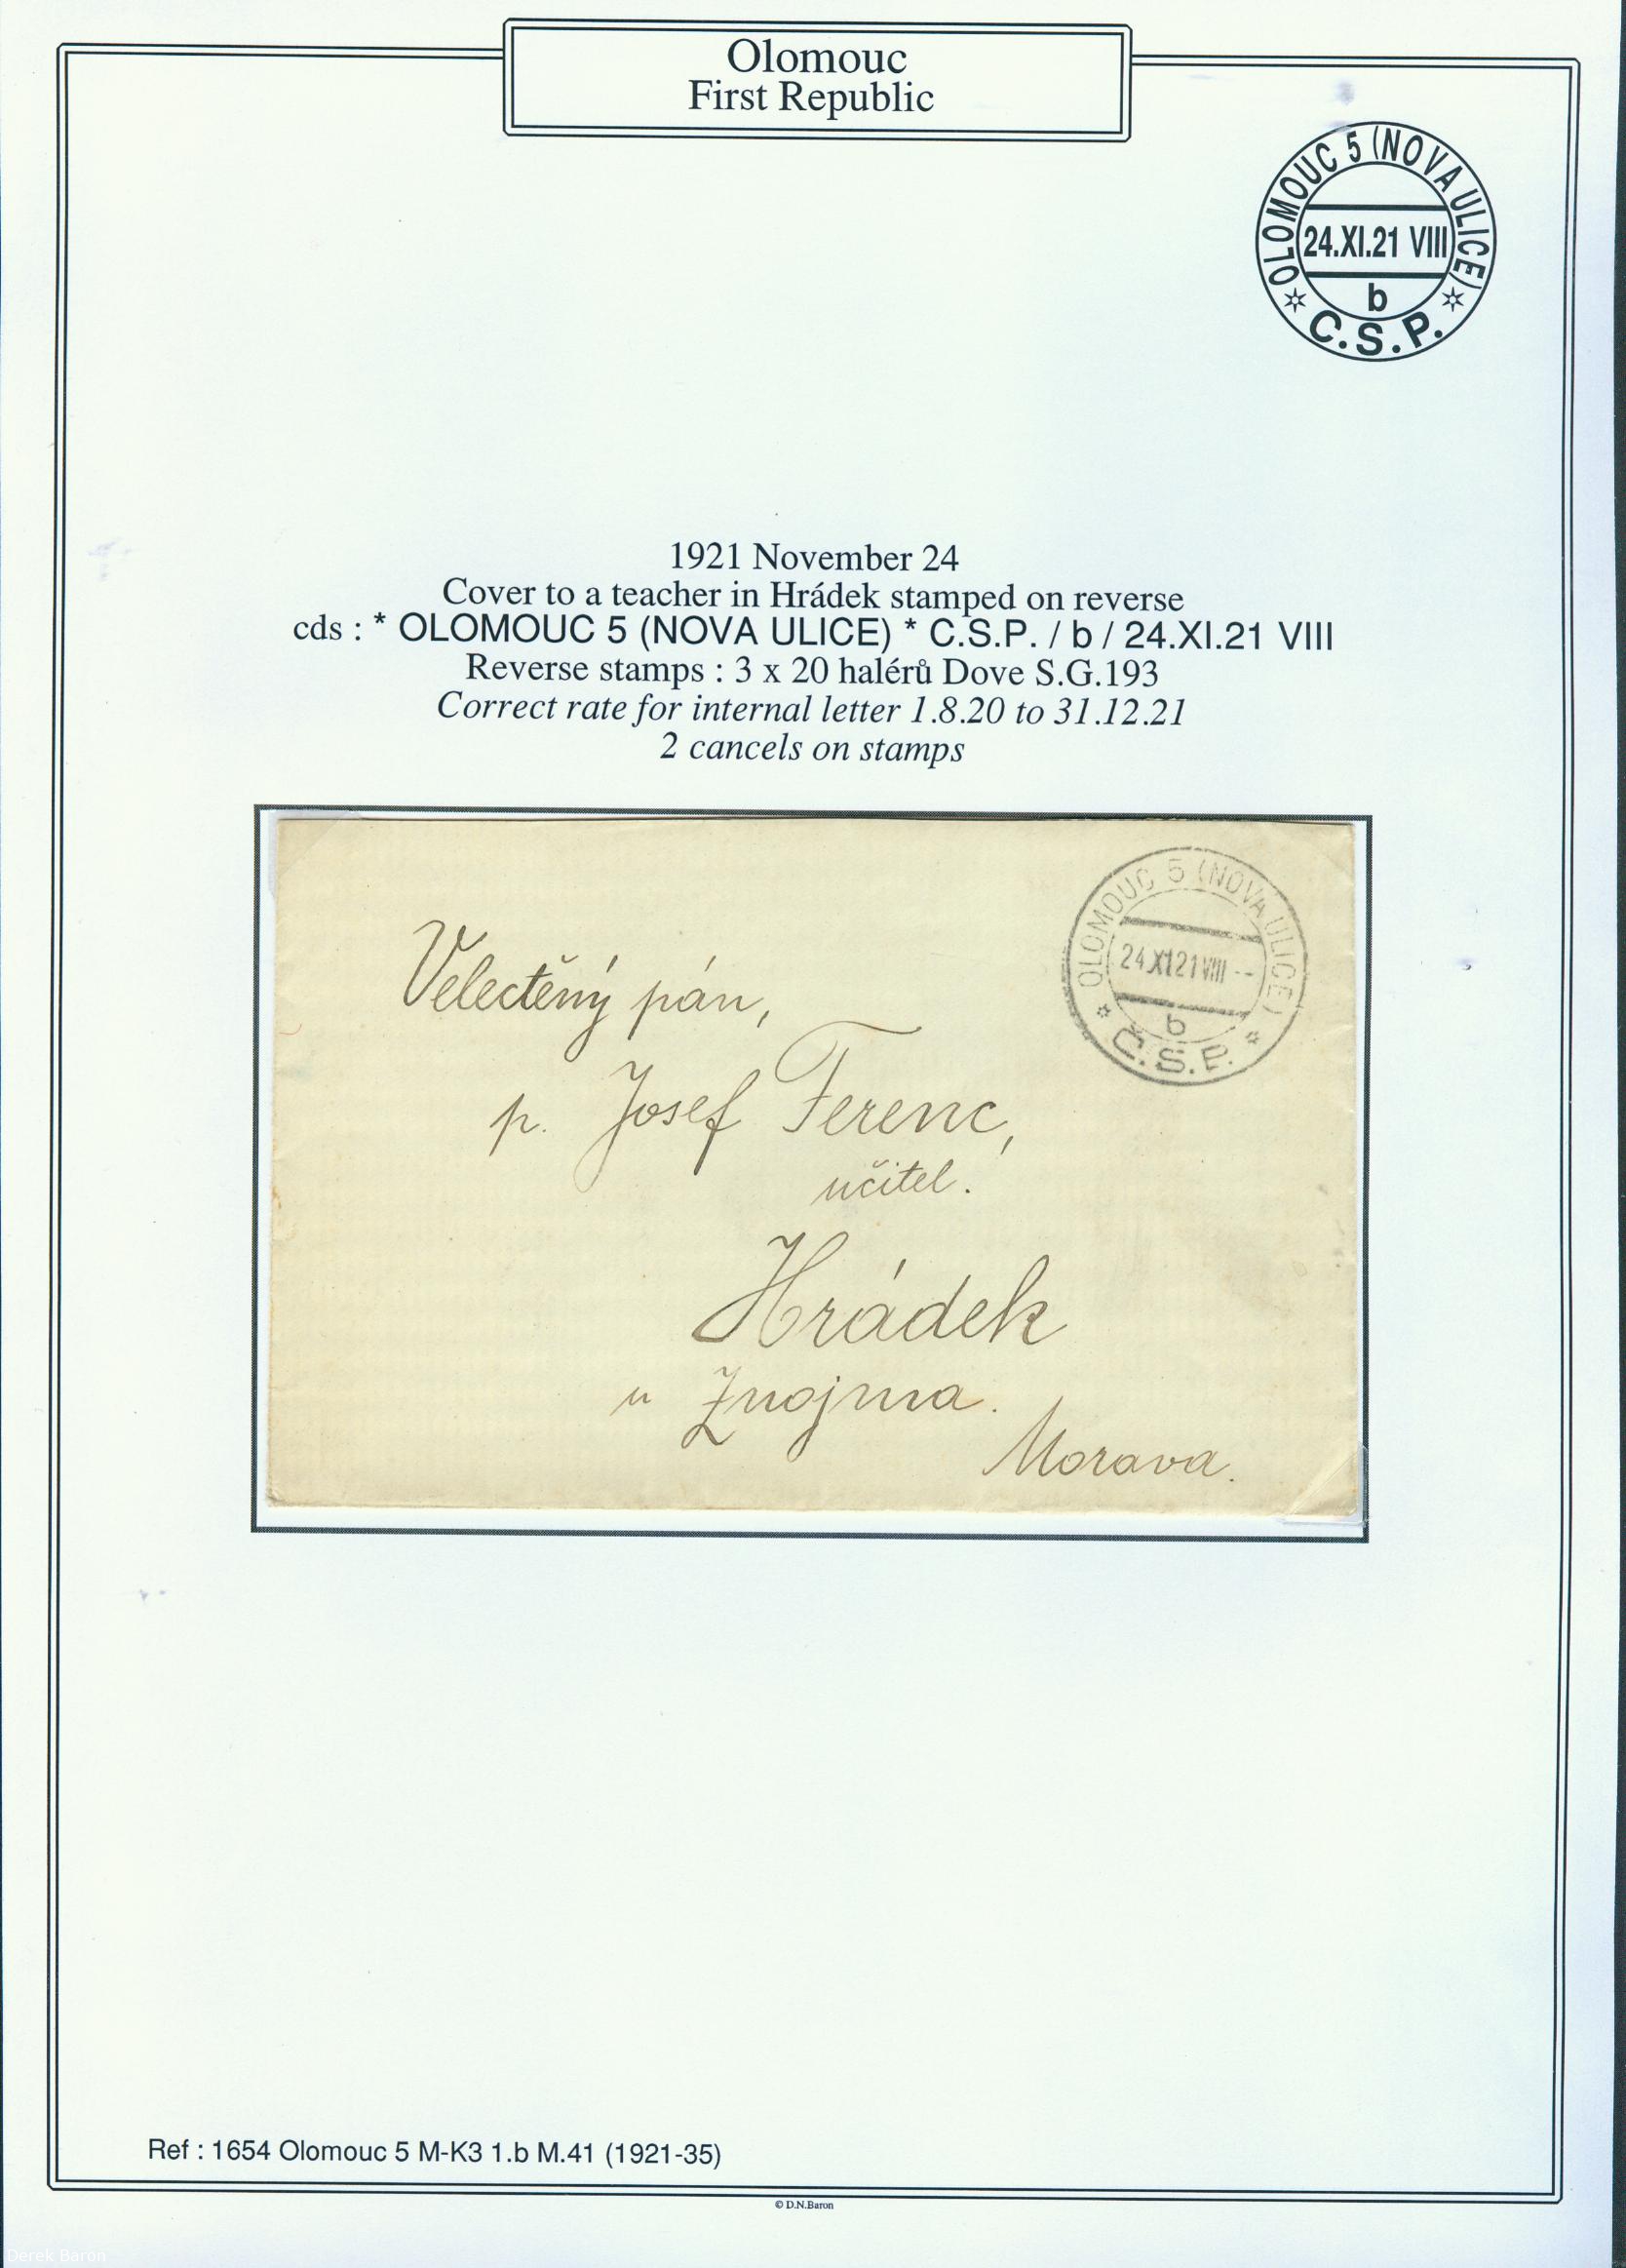 Olomouc
First Republic
OLOMOUC 5 (NOVA ULICE)
24.XI.21 VIII
b
* C.S.P. *
1921 November 24
Cover to a teacher in Hrádek stamped on reverse
cds : * OLOMOUC 5 (NOVA ULICE) * C.S.P. / b / 24.XI.21 VIII
Reverse stamps : 3 x 20 halérů Dove S.G.193
Correct rate for internal letter 1.8.20 to 31.12.21
2 cancels on stamps
OLOMOUC 5 (NOVA ULICE)
24 XI 21 VIII --
b
* Č.S.P. *
Velectěný pán,
p. Josef Ferenc,
učitel.
Hrádek
u Znojma.
Morava.
Ref : 1654 Olomouc 5 M-K3 1.b M.41 (1921-35)
© D.N.Baron
Derek Baron